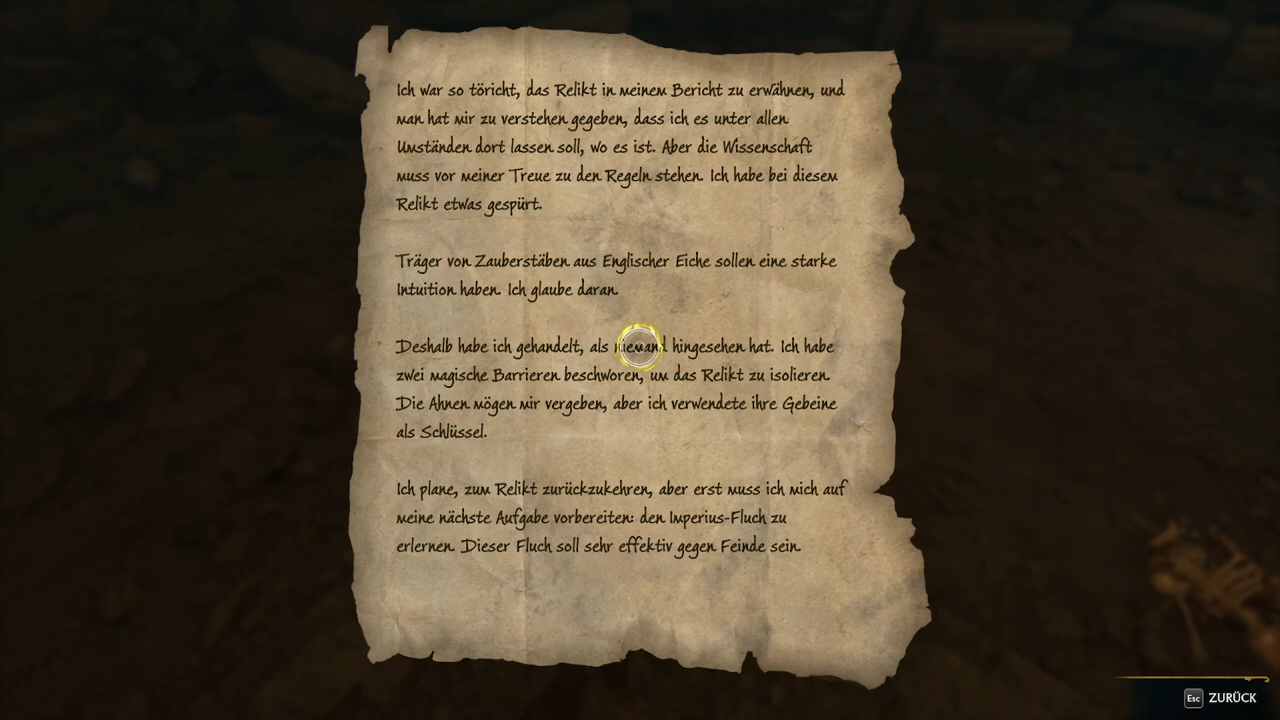 Ich war so töricht, das Relikt in meinem Bericht zu erwähnen, und
man hat mir zu verstehen gegeben, dass ich es unter allen
Umständen dort lassen soll, wo es ist. Aber die Wissenschaft
muss vor meiner Treue zu den Regeln stehen. Ich habe bei diesem
Relikt etwas gespürt.
Träger von Zauberstäben aus Englischer Eiche sollen eine starke
Intuition haben. Ich glaube daran.
Deshalb habe ich gehandelt, als niemand hingesehen hat. Ich habe
zwei magische Barrieren beschworen, um das Relikt zu isolieren.
Die Ahnen mögen mir vergeben, aber ich verwendete ihre Gebeine
als Schlüssel.
Ich plane, zum Relikt zurückzukehren, aber erst muss ich mich auf
meine nächste Aufgabe vorbereiten: den Imperius-Fluch zu
erlernen. Dieser Fluch soll sehr effektiv gegen Feinde sein.
Esc ZURÜCK